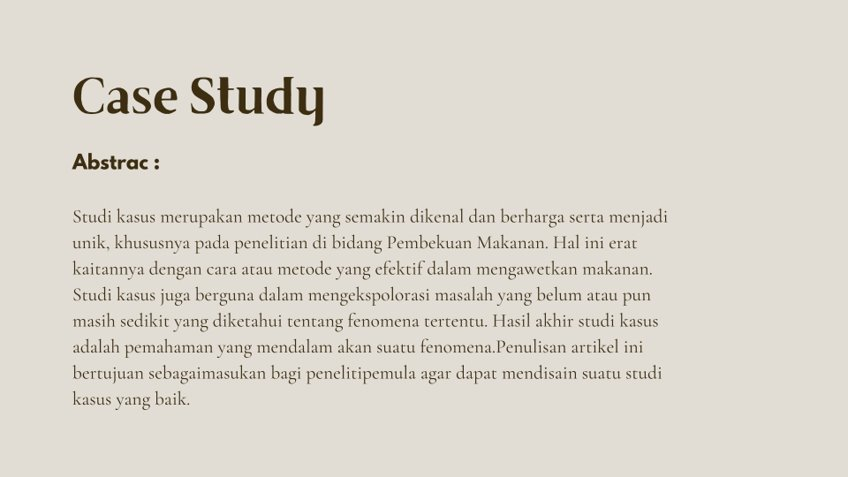 Case Study
Abstrac :
Studi kasus merupakan metode yang semakin dikenal dan berharga serta menjadi
unik, khususnya pada penelitian di bidang Pembekuan Makanan. Hal ini erat
kaitannya dengan cara atau metode yang efektif dalam mengawetkan makanan.
Studi kasus juga berguna dalam mengekspolorasi masalah yang belum atau pun
masih sedikit yang diketahui tentang fenomena tertentu. Hasil akhir studi kasus
adalah pemahaman yang mendalam akan suatu fenomena.Penulisan artikel ini
bertujuan sebagaimasukan bagi penelitipemula agar dapat mendisain suatu studi
kasus yang baik.